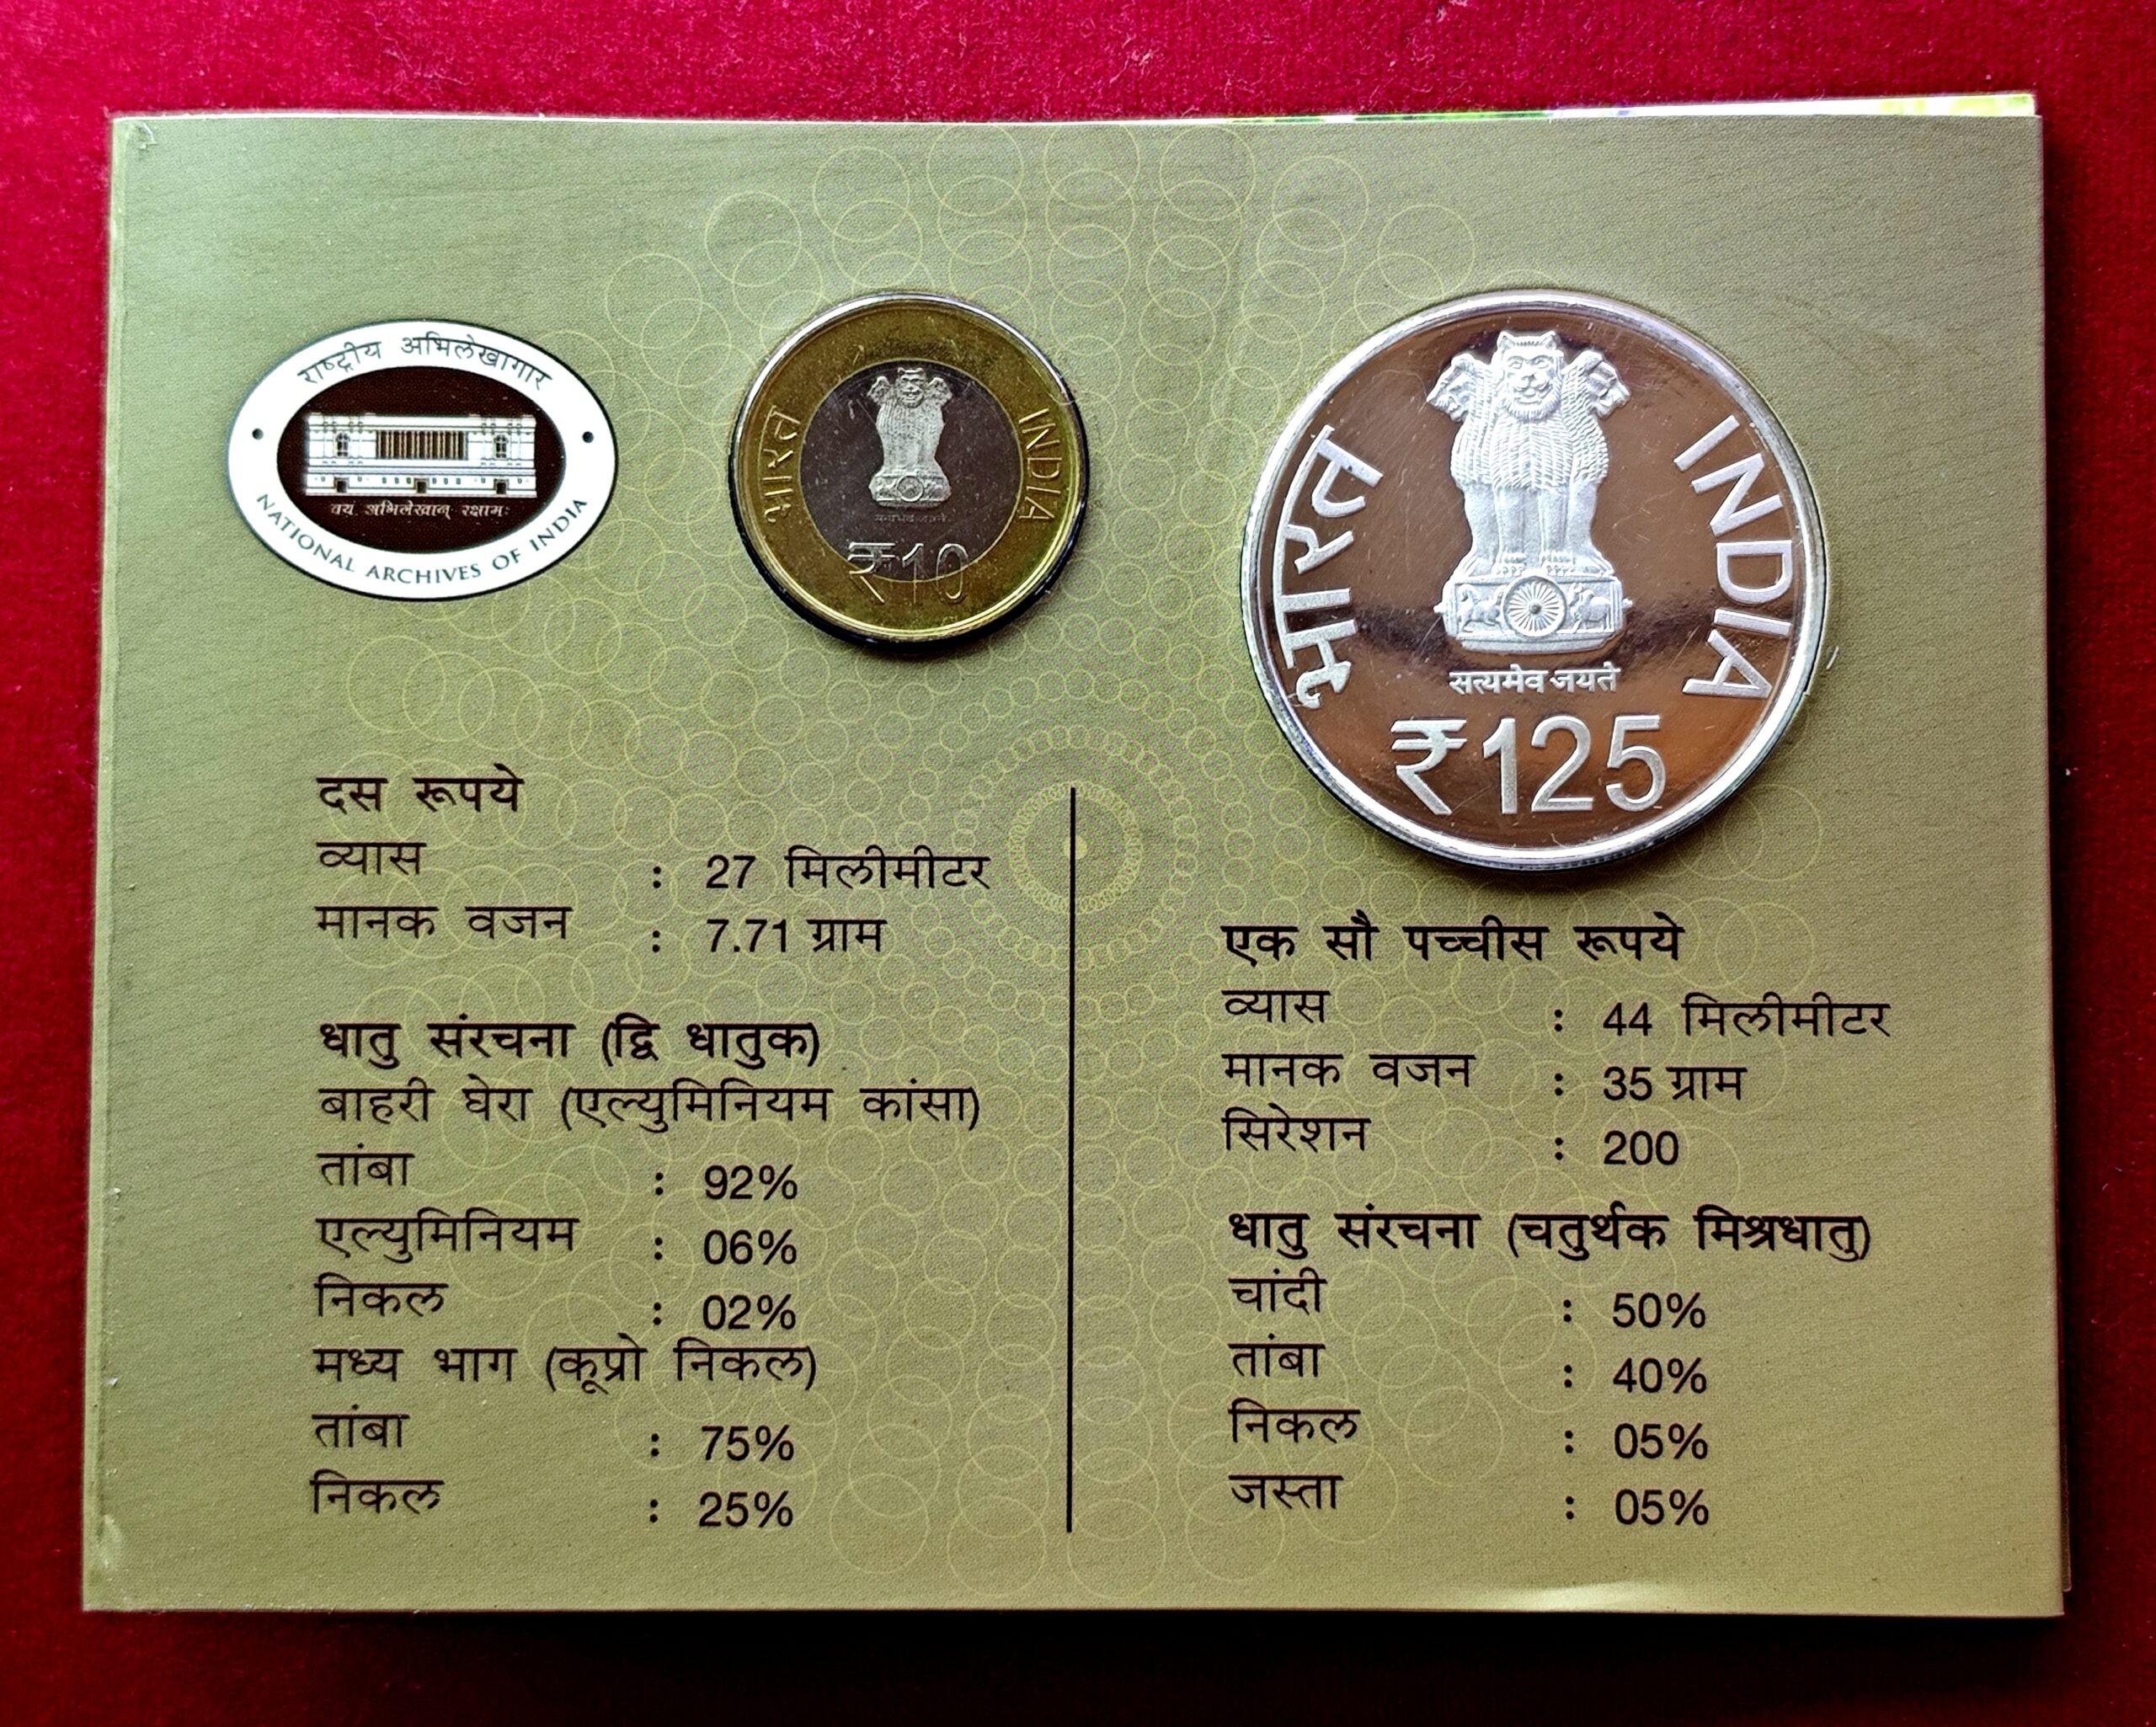 राष्ट्रीय अभिलेखागार
वयं अभिलेखान् रक्षामः
NATIONAL ARCHIVES OF INDIA
भारत
INDIA
₹10
भारत
INDIA
सत्यमेव जयते
₹125
दस रूपये
व्यास : 27 मिलीमीटर
मानक वजन : 7.71 ग्राम
धातु संरचना (द्वि धातुक)
बाहरी घेरा (एल्युमिनियम कांसा)
तांबा : 92%
एल्युमिनियम : 06%
निकल : 02%
मध्य भाग (कूप्रो निकल)
तांबा : 75%
निकल : 25%
एक सौ पच्चीस रूपये
व्यास : 44 मिलीमीटर
मानक वजन : 35 ग्राम
सिरेशन : 200
धातु संरचना (चतुर्थक मिश्रधातु)
चांदी : 50%
तांबा : 40%
निकल : 05%
जस्ता : 05%